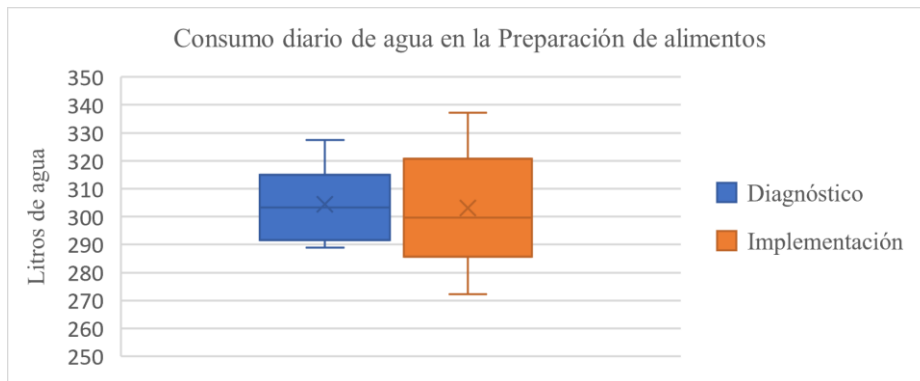 Consumo diario de agua en la Preparación de alimentos
Litros de agua
350
340
330
320
310
300
290
280
270
260
250
Diagnóstico
Implementación